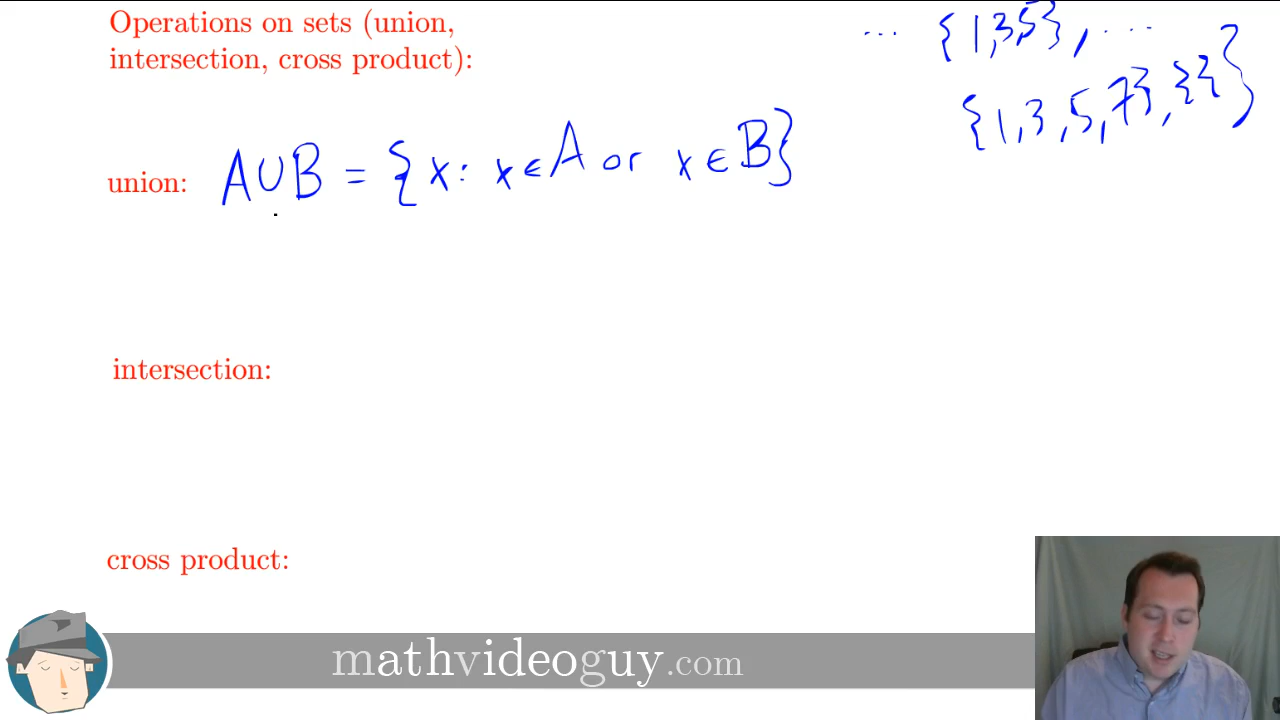 Operations on sets (union,
intersection, cross product):
... {1,3,5}, ...
{1,3,5,7}, {}}
union: A∪B = {x: x∈A or x∈B}
intersection:
cross product:
mathvideoguy.com